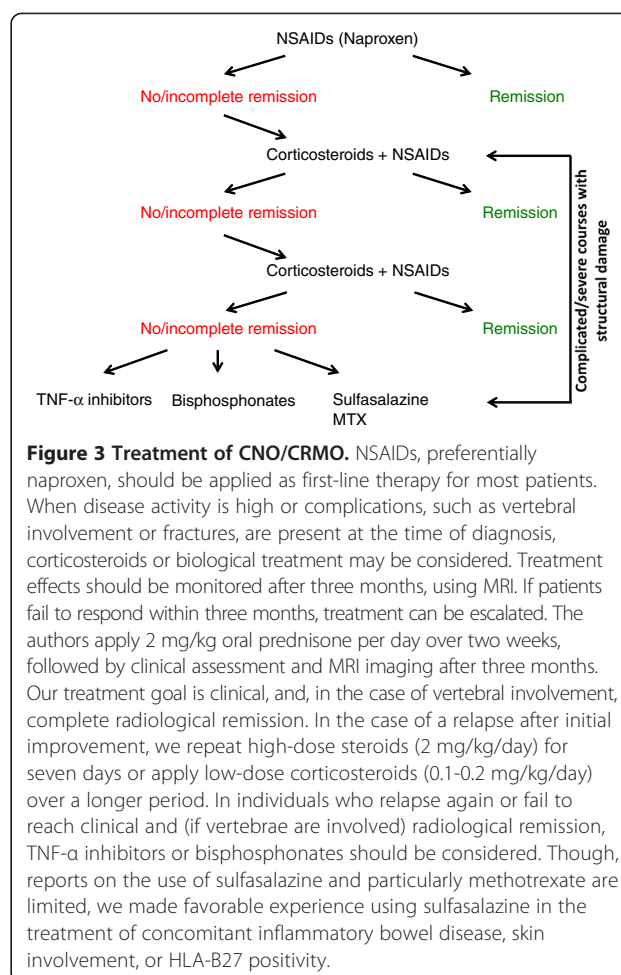 NSAIDs (Naproxen)
No/incomplete remission
Remission
Corticosteroids + NSAIDs
No/incomplete remission
Remission
Corticosteroids + NSAIDs
No/incomplete remission
Remission
TNF-α inhibitors
Bisphosphonates
Sulfasalazine
MTX
Complicated/severe courses with
structural damage
Figure 3 Treatment of CNO/CRMO. NSAIDs, preferentially
naproxen, should be applied as first-line therapy for most patients.
When disease activity is high or complications, such as vertebral
involvement or fractures, are present at the time of diagnosis,
corticosteroids or biological treatment may be considered. Treatment
effects should be monitored after three months, using MRI. If patients
fail to respond within three months, treatment can be escalated. The
authors apply 2 mg/kg oral prednisone per day over two weeks,
followed by clinical assessment and MRI imaging after three months.
Our treatment goal is clinical, and, in the case of vertebral involvement,
complete radiological remission. In the case of a relapse after initial
improvement, we repeat high-dose steroids (2 mg/kg/day) for
seven days or apply low-dose corticosteroids (0.1-0.2 mg/kg/day)
over a longer period. In individuals who relapse again or fail to
reach clinical and (if vertebrae are involved) radiological remission,
TNF-α inhibitors or bisphosphonates should be considered. Though,
reports on the use of sulfasalazine and particularly methotrexate are
limited, we made favorable experience using sulfasalazine in the
treatment of concomitant inflammatory bowel disease, skin
involvement, or HLA-B27 positivity.